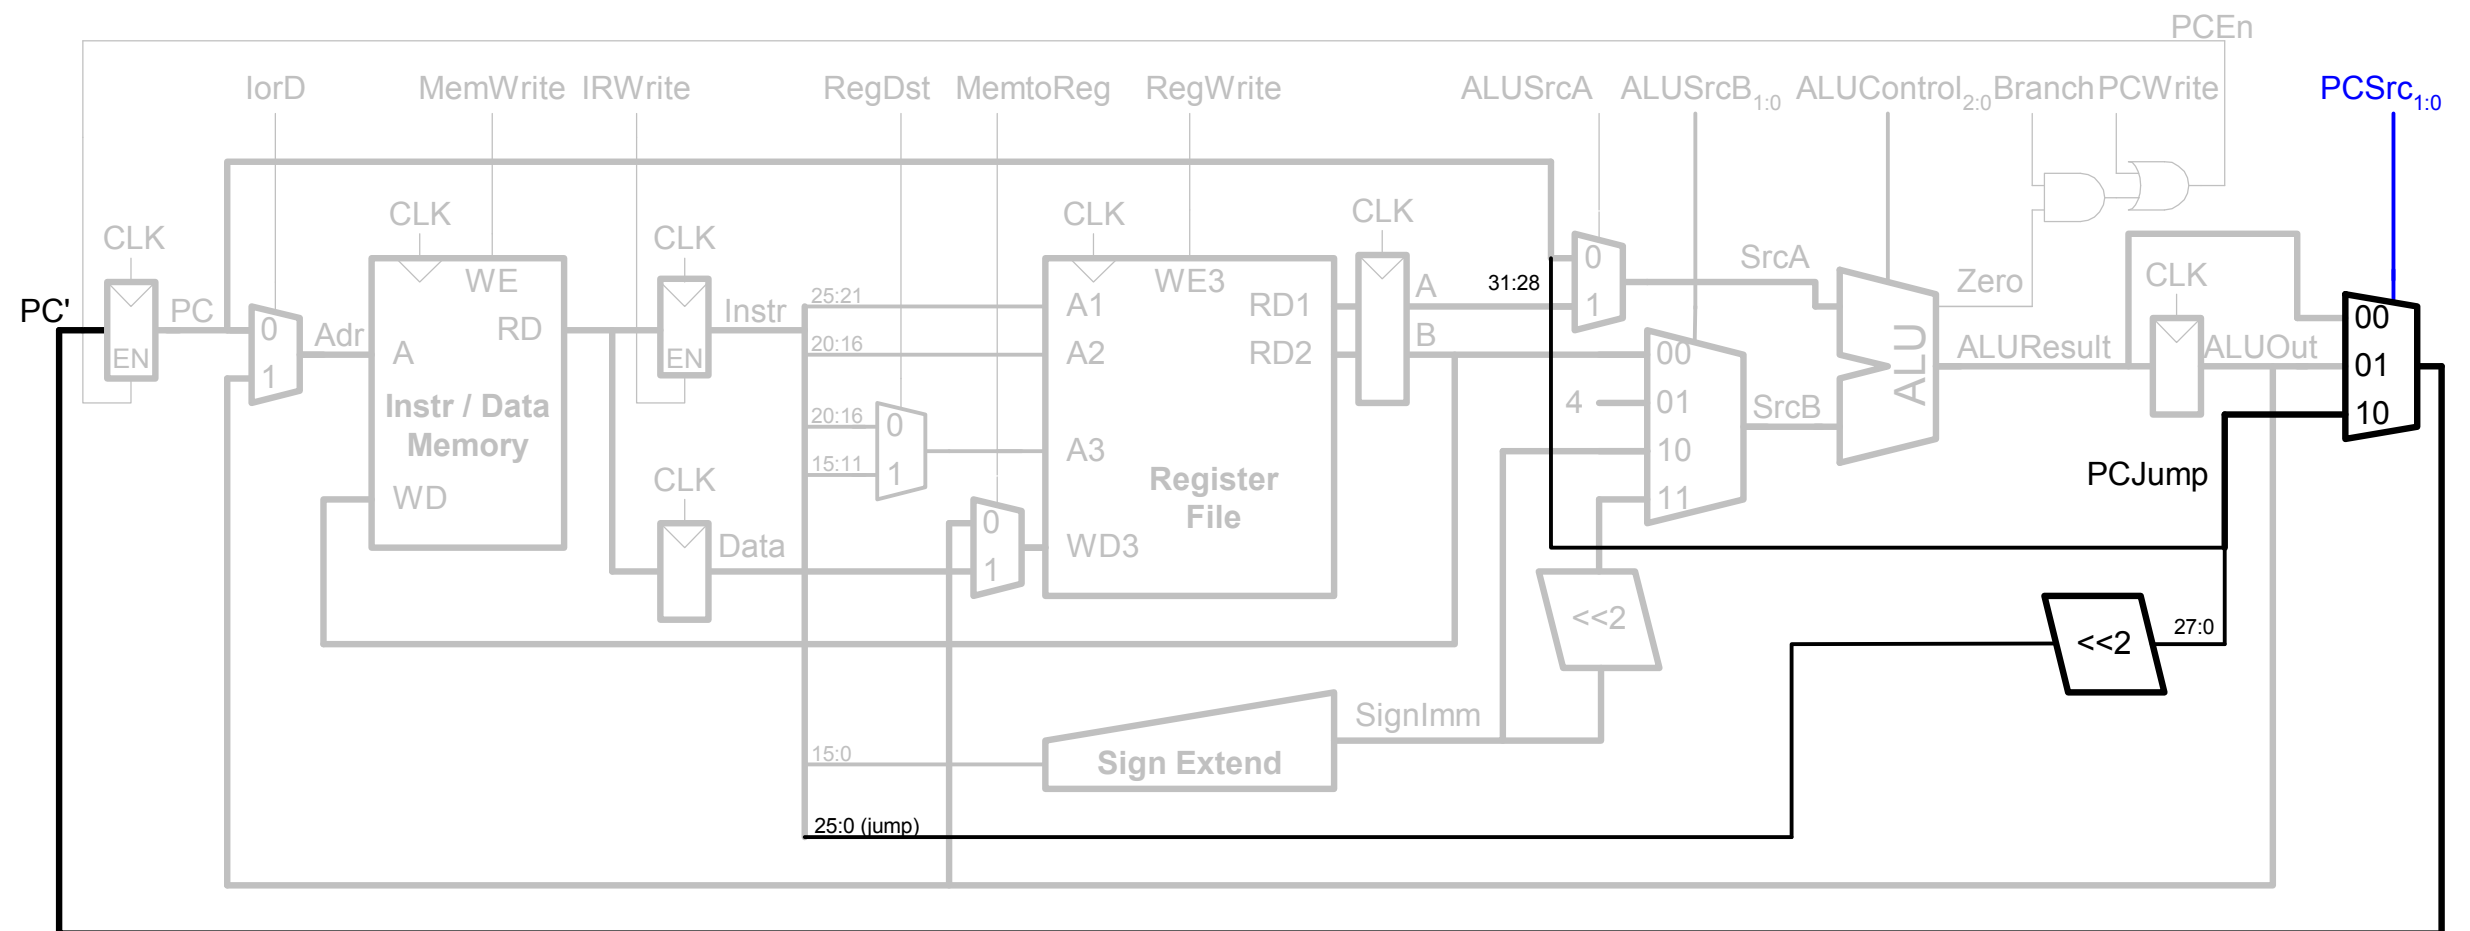 PCEn
IorD MemWrite IRWrite RegDst MemtoReg RegWrite ALUSrcA ALUSrcB1:0 ALUControl2:0 Branch PCWrite PCSrc1:0
CLK CLK CLK CLK CLK
PC' PC EN
0 1 Adr
WE A RD
Instr / Data
Memory
WD
EN Instr
CLK Data
25:21
20:16
20:16 0
15:11 1
0 1
A1 WE3 RD1
A2 RD2
A3
Register
File
WD3
A
B
31:28
0
1
SrcA
00
4 01
10
11
SrcB
ALU
Zero
ALUResult
CLK
ALUOut
00
01
10
PCJump
<<2
<<2 27:0
SignImm
15:0 Sign Extend
25:0 (jump)